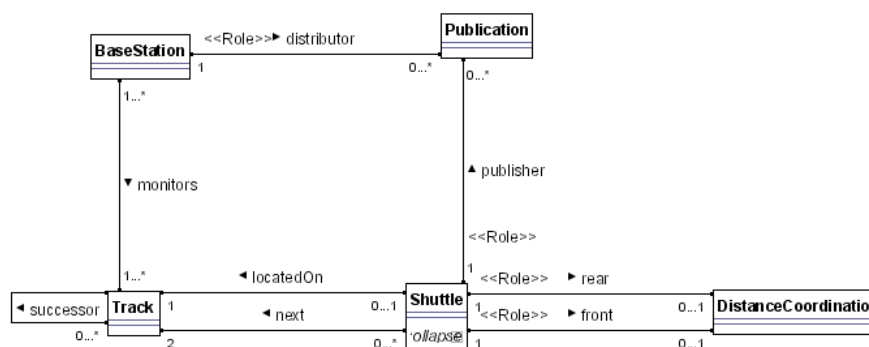 Publication
BaseStation
<<Role>> distributor
1
0...*
1...*
0...*
monitors
publisher
<<Role>>
1...*
1
locatedOn
<<Role>> rear
successor
Track
1
0...1
Shuttle
1
0...1
DistanceCoordinatio
next
<<Role>> front
0...*
2
0...*
ollapse
1
0...1